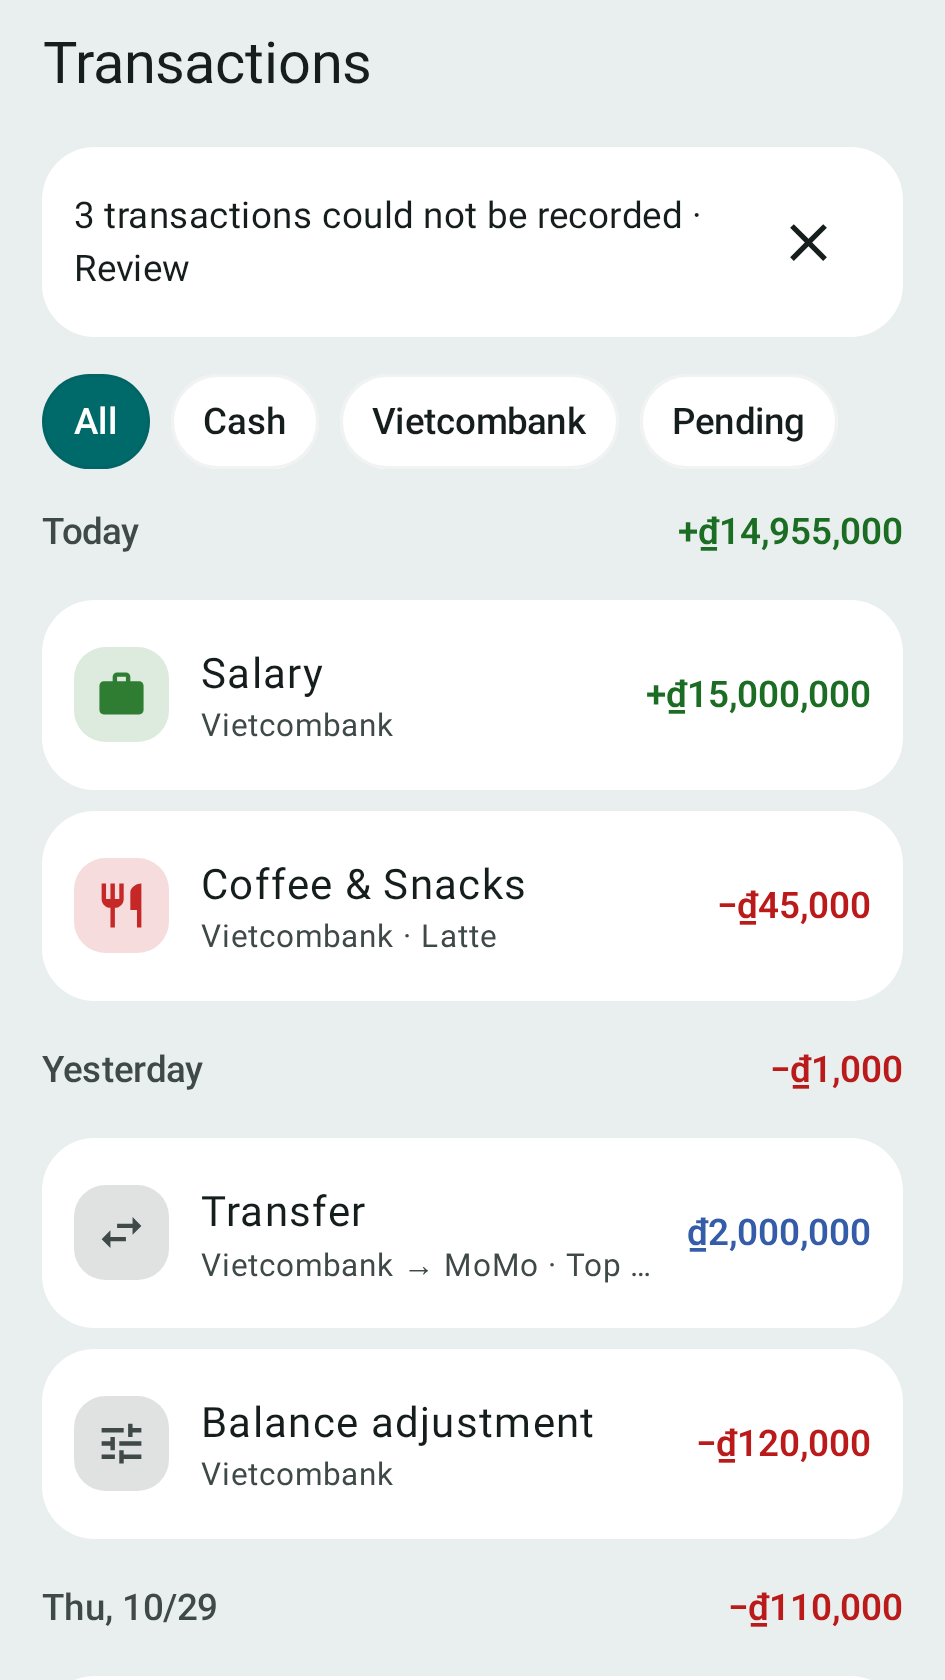 Transactions
3 transactions could not be recorded ·
Review
All
Cash
Vietcombank
Pending
Today
+₫14,955,000
Salary
Vietcombank
+₫15,000,000
Coffee & Snacks
Vietcombank · Latte
−₫45,000
Yesterday
−₫1,000
Transfer
Vietcombank → MoMo · Top …
₫2,000,000
Balance adjustment
Vietcombank
−₫120,000
Thu, 10/29
−₫110,000